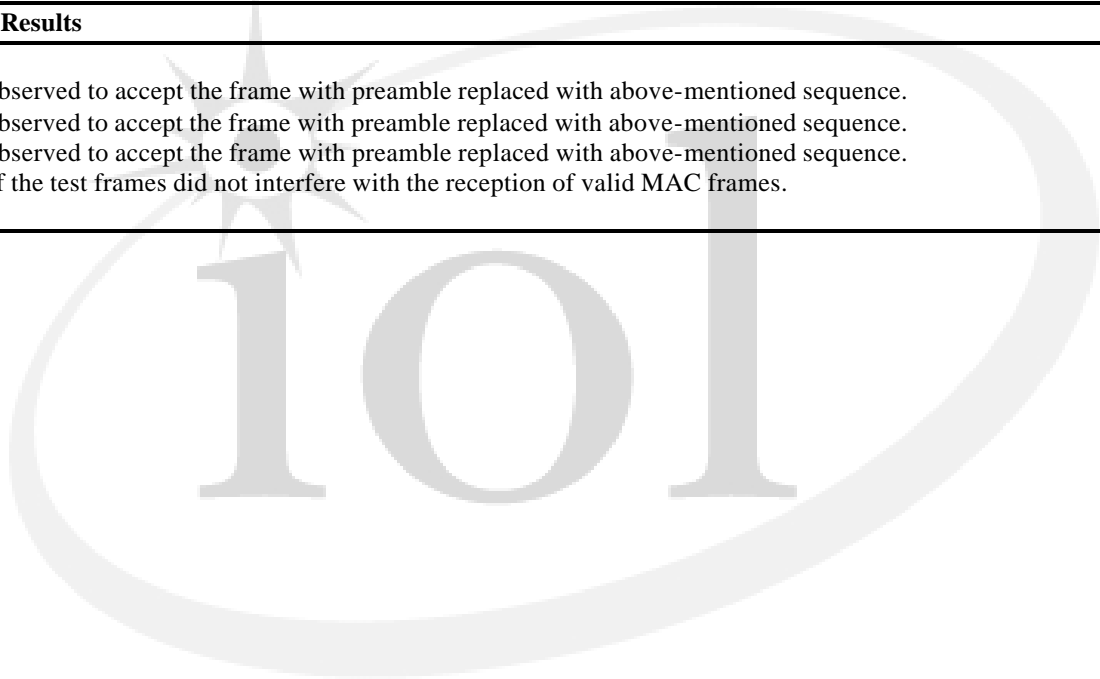 Results
bserved to accept the frame with preamble replaced with above-mentioned sequence.
bserved to accept the frame with preamble replaced with above-mentioned sequence.
bserved to accept the frame with preamble replaced with above-mentioned sequence.
f the test frames did not interfere with the reception of valid MAC frames.
iol